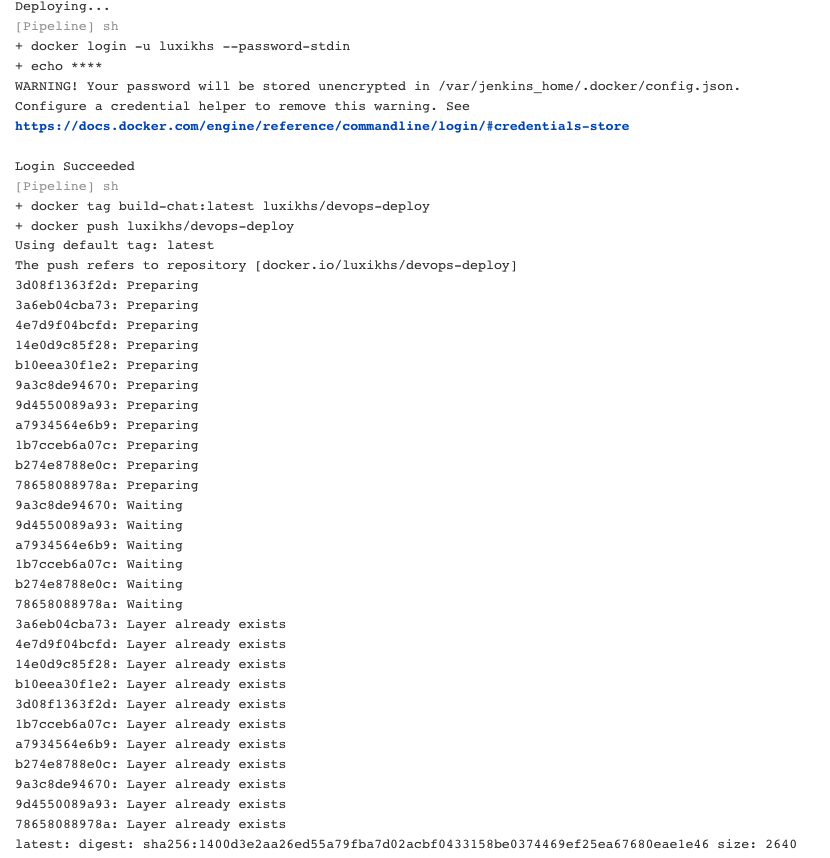 Deploying...
[Pipeline] sh
+ docker login -u luxikhs --password-stdin
+ echo ****
WARNING! Your password will be stored unencrypted in /var/jenkins_home/.docker/config.json.
Configure a credential helper to remove this warning. See
https://docs.docker.com/engine/reference/commandline/login/#credentials-store
Login Succeeded
[Pipeline] sh
+ docker tag build-chat:latest luxikhs/devops-deploy
+ docker push luxikhs/devops-deploy
Using default tag: latest
The push refers to repository [docker.io/luxikhs/devops-deploy]
3d08f1363f2d: Preparing
3a6eb04cba73: Preparing
4e7d9f04bcfd: Preparing
14e0d9c85f28: Preparing
b10eea30f1e2: Preparing
9a3c8de94670: Preparing
9d4550089a93: Preparing
a7934564e6b9: Preparing
1b7cceb6a07c: Preparing
b274e8788e0c: Preparing
78658088978a: Preparing
9a3c8de94670: Waiting
9d4550089a93: Waiting
a7934564e6b9: Waiting
1b7cceb6a07c: Waiting
b274e8788e0c: Waiting
78658088978a: Waiting
3a6eb04cba73: Layer already exists
4e7d9f04bcfd: Layer already exists
14e0d9c85f28: Layer already exists
b10eea30f1e2: Layer already exists
3d08f1363f2d: Layer already exists
1b7cceb6a07c: Layer already exists
a7934564e6b9: Layer already exists
b274e8788e0c: Layer already exists
9a3c8de94670: Layer already exists
9d4550089a93: Layer already exists
78658088978a: Layer already exists
latest: digest: sha256:1400d3e2aa26ed55a79fba7d02acbf0433158be0374469ef25ea67680eae1e46 size: 2640